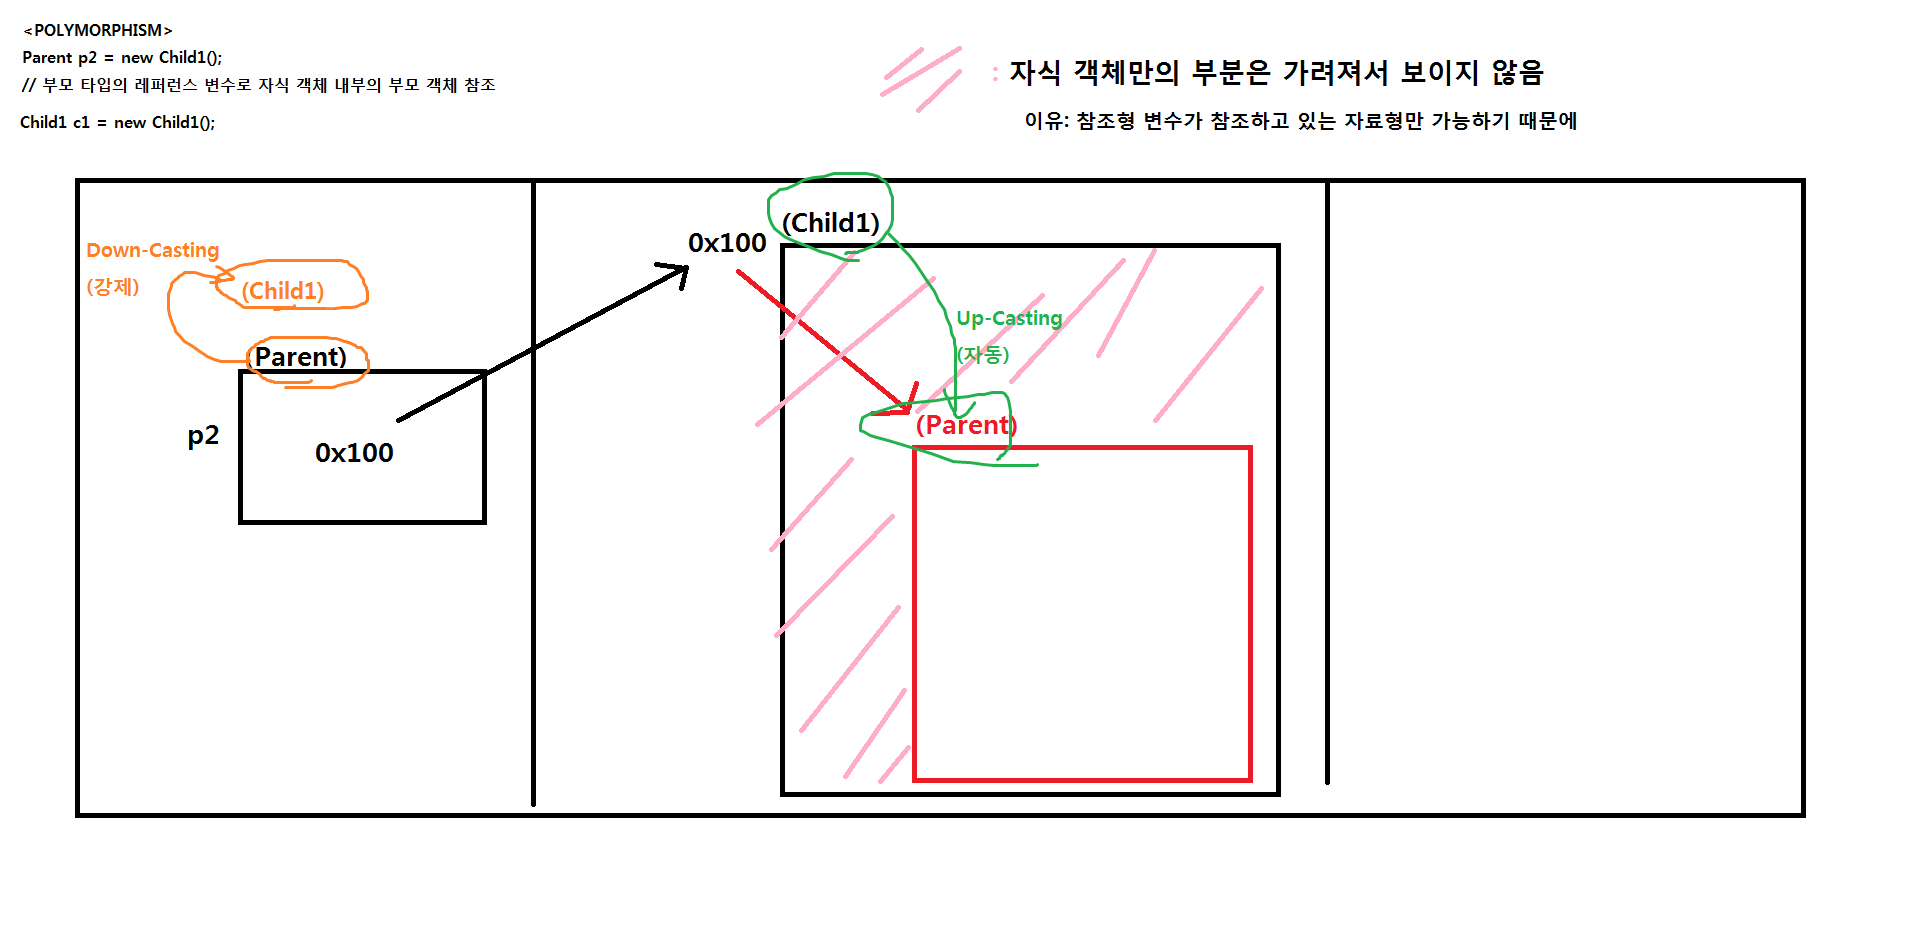 <POLYMORPHISM>
Parent p2 = new Child1();
// 부모 타입의 레퍼런스 변수로 자식 객체 내부의 부모 객체 참조
Child1 c1 = new Child1();
: 자식 객체만의 부분은 가려져서 보이지 않음
이유: 참조형 변수가 참조하고 있는 자료형만 가능하기 때문에
Down-Casting
(강제)
(Child1)
Parent)
p2
0x100
0x100
(Child1)
Up-Casting
(자동)
(Parent)